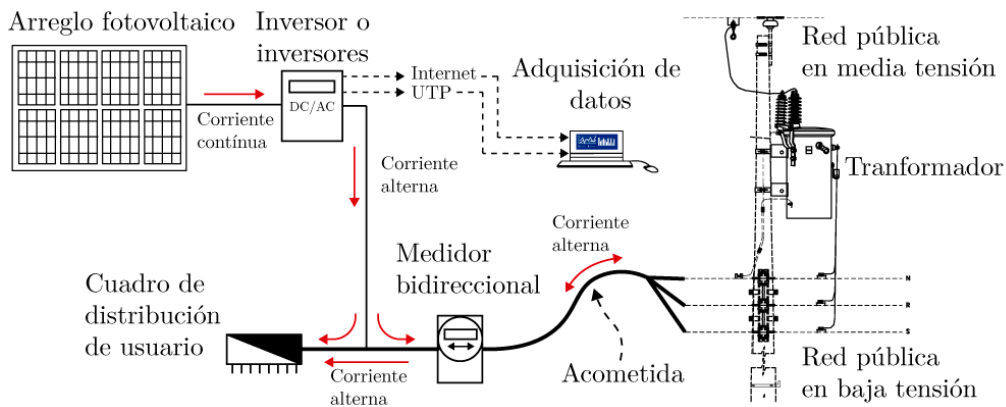 Arreglo fotovoltaico
Inversor o
inversores
DC/AC
Internet
UTP
Adquisición de
datos
Red pública
en media tensión
Corriente
contínua
Corriente
alterna
Tranformador
Corriente
alterna
Medidor
bidireccional
Cuadro de
distribución
de usuario
Corriente
alterna
Acometida
N
R
S
Red pública
en baja tensión